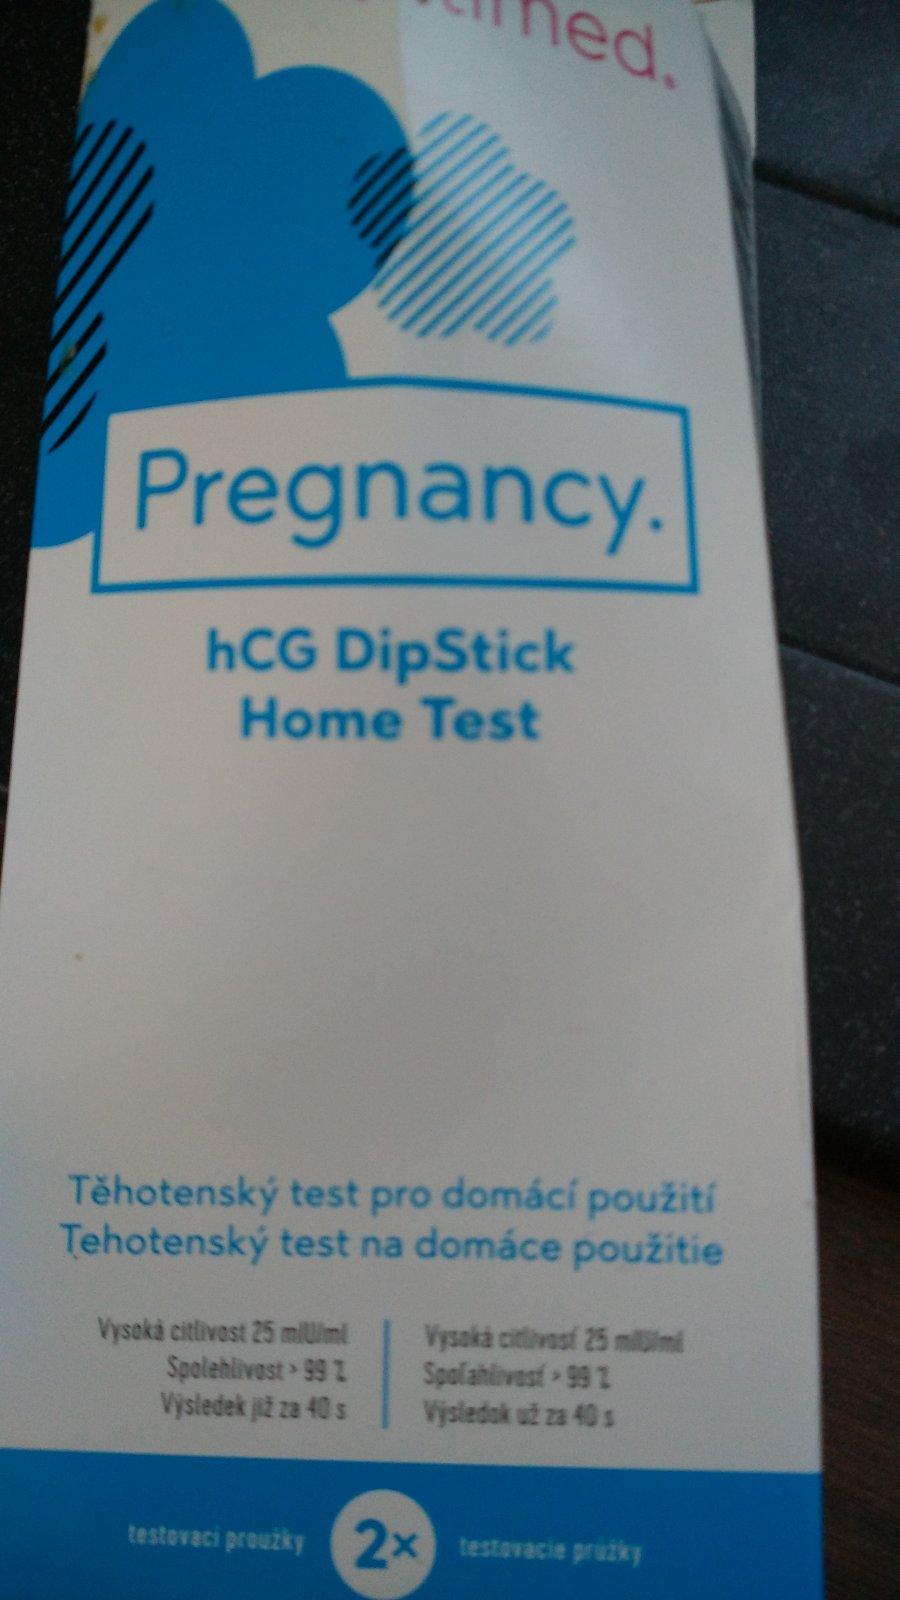 Pregnancy.
hCG DipStick
Home Test
Těhotenský test pro domácí použití
Tehotenský test na domáce použitie
Vysoká citlivost 25 mIU/ml
Spolehlivost > 99 %
Výsledek již za 40 s
Vysoká citlivosť 25 mIU/ml
Spoľahlivosť > 99 %
Výsledok už za 40 s
testovací proužky
2×
testovacie prúžky